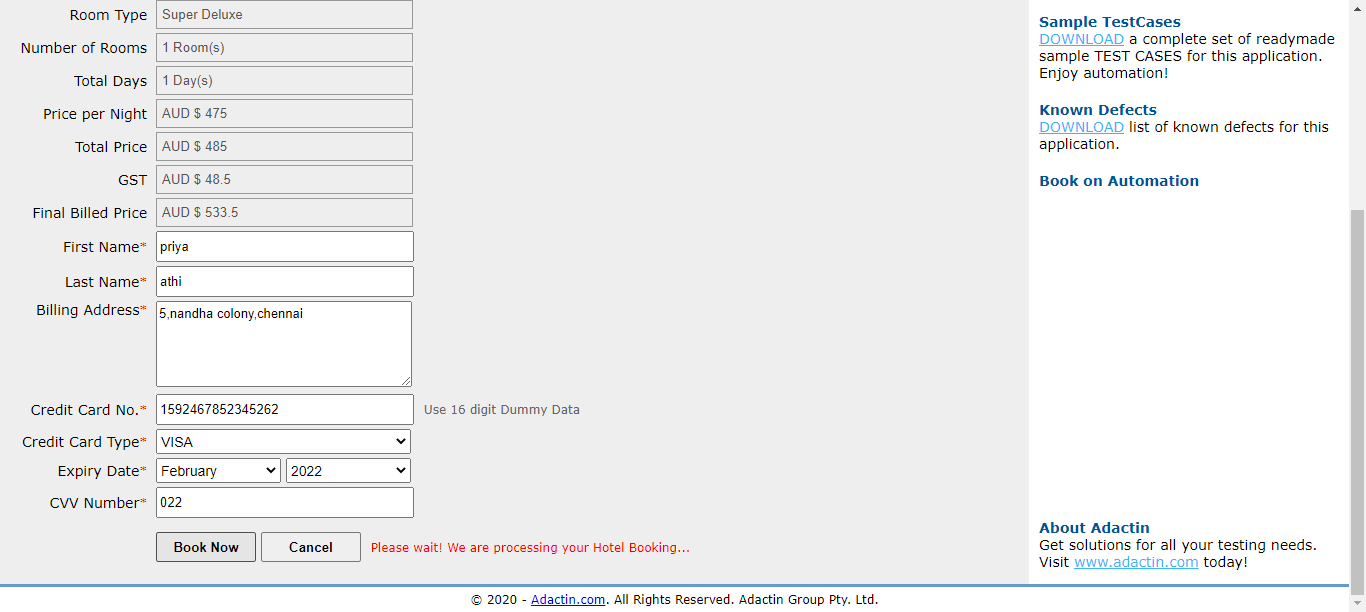 Room Type Super Deluxe
Number of Rooms 1 Room(s)
Total Days 1 Day(s)
Price per Night AUD $ 475
Total Price AUD $ 485
GST AUD $ 48.5
Final Billed Price AUD $ 533.5
First Name* priya
Last Name* athi
Billing Address* 5,nandha colony,chennai
Credit Card No.* 1592467852345262 Use 16 digit Dummy Data
Credit Card Type* VISA
Expiry Date* February 2022
CVV Number* 022
Book Now Cancel Please wait! We are processing your Hotel Booking...
Sample TestCases
DOWNLOAD a complete set of readymade
sample TEST CASES for this application.
Enjoy automation!
Known Defects
DOWNLOAD list of known defects for this
application.
Book on Automation
About Adactin
Get solutions for all your testing needs.
Visit www.adactin.com today!
© 2020 - Adactin.com. All Rights Reserved. Adactin Group Pty. Ltd.